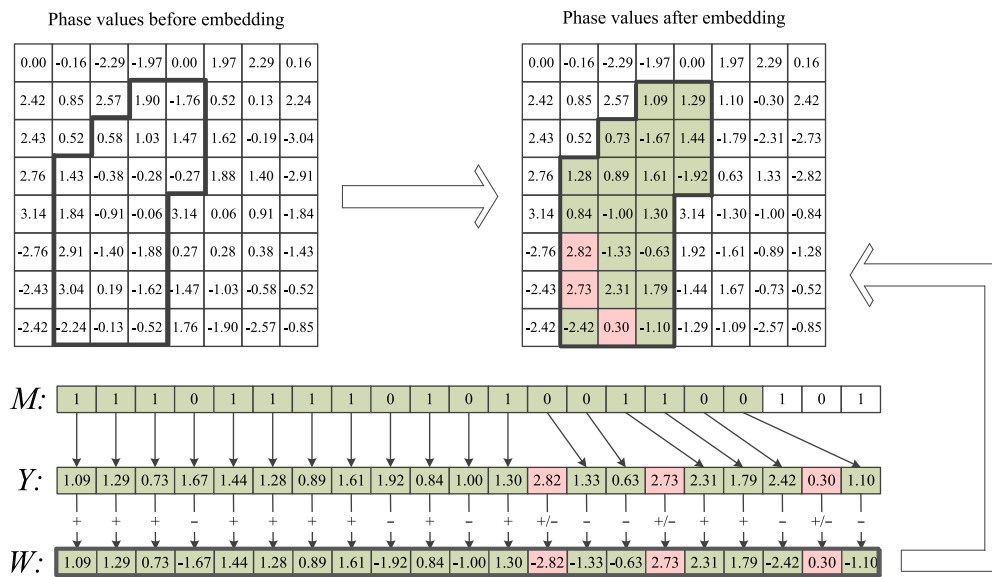 Phase values before embedding
Phase values after embedding
0.00 -0.16 -2.29 -1.97 0.00 1.97 2.29 0.16
2.42 0.85 2.57 1.90 -1.76 0.52 0.13 2.24
2.43 0.52 0.58 1.03 1.47 1.62 -0.19 -3.04
2.76 1.43 -0.38 -0.28 -0.27 1.88 1.40 -2.91
3.14 1.84 -0.91 -0.06 3.14 0.06 0.91 -1.84
-2.76 2.91 -1.40 -1.88 0.27 0.28 0.38 -1.43
-2.43 3.04 0.19 -1.62 -1.47 -1.03 -0.58 -0.52
-2.42 -2.24 -0.13 -0.52 1.76 -1.90 -2.57 -0.85
0.00 -0.16 -2.29 -1.97 0.00 1.97 2.29 0.16
2.42 0.85 2.57 1.09 1.29 1.10 -0.30 2.42
2.43 0.52 0.73 -1.67 1.44 -1.79 -2.31 -2.73
2.76 1.28 0.89 1.61 -1.92 0.63 1.33 -2.82
3.14 0.84 -1.00 1.30 3.14 -1.30 -1.00 -0.84
-2.76 2.82 -1.33 -0.63 1.92 -1.61 -0.89 -1.28
-2.43 2.73 2.31 1.79 -1.44 1.67 -0.73 -0.52
-2.42 -2.42 0.30 -1.10 -1.29 -1.09 -2.57 -0.85
M: 1 1 1 0 1 1 1 1 0 1 0 1 0 0 1 1 0 0 1 0 1
Y: 1.09 1.29 0.73 1.67 1.44 1.28 0.89 1.61 1.92 0.84 1.00 1.30 2.82 1.33 0.63 2.73 2.31 1.79 2.42 0.30 1.10
+ + + − + + + + − + − + +/− − − +/− + + − +/− −
W: 1.09 1.29 0.73 -1.67 1.44 1.28 0.89 1.61 -1.92 0.84 -1.00 1.30 -2.82 -1.33 -0.63 2.73 2.31 1.79 -2.42 0.30 -1.10